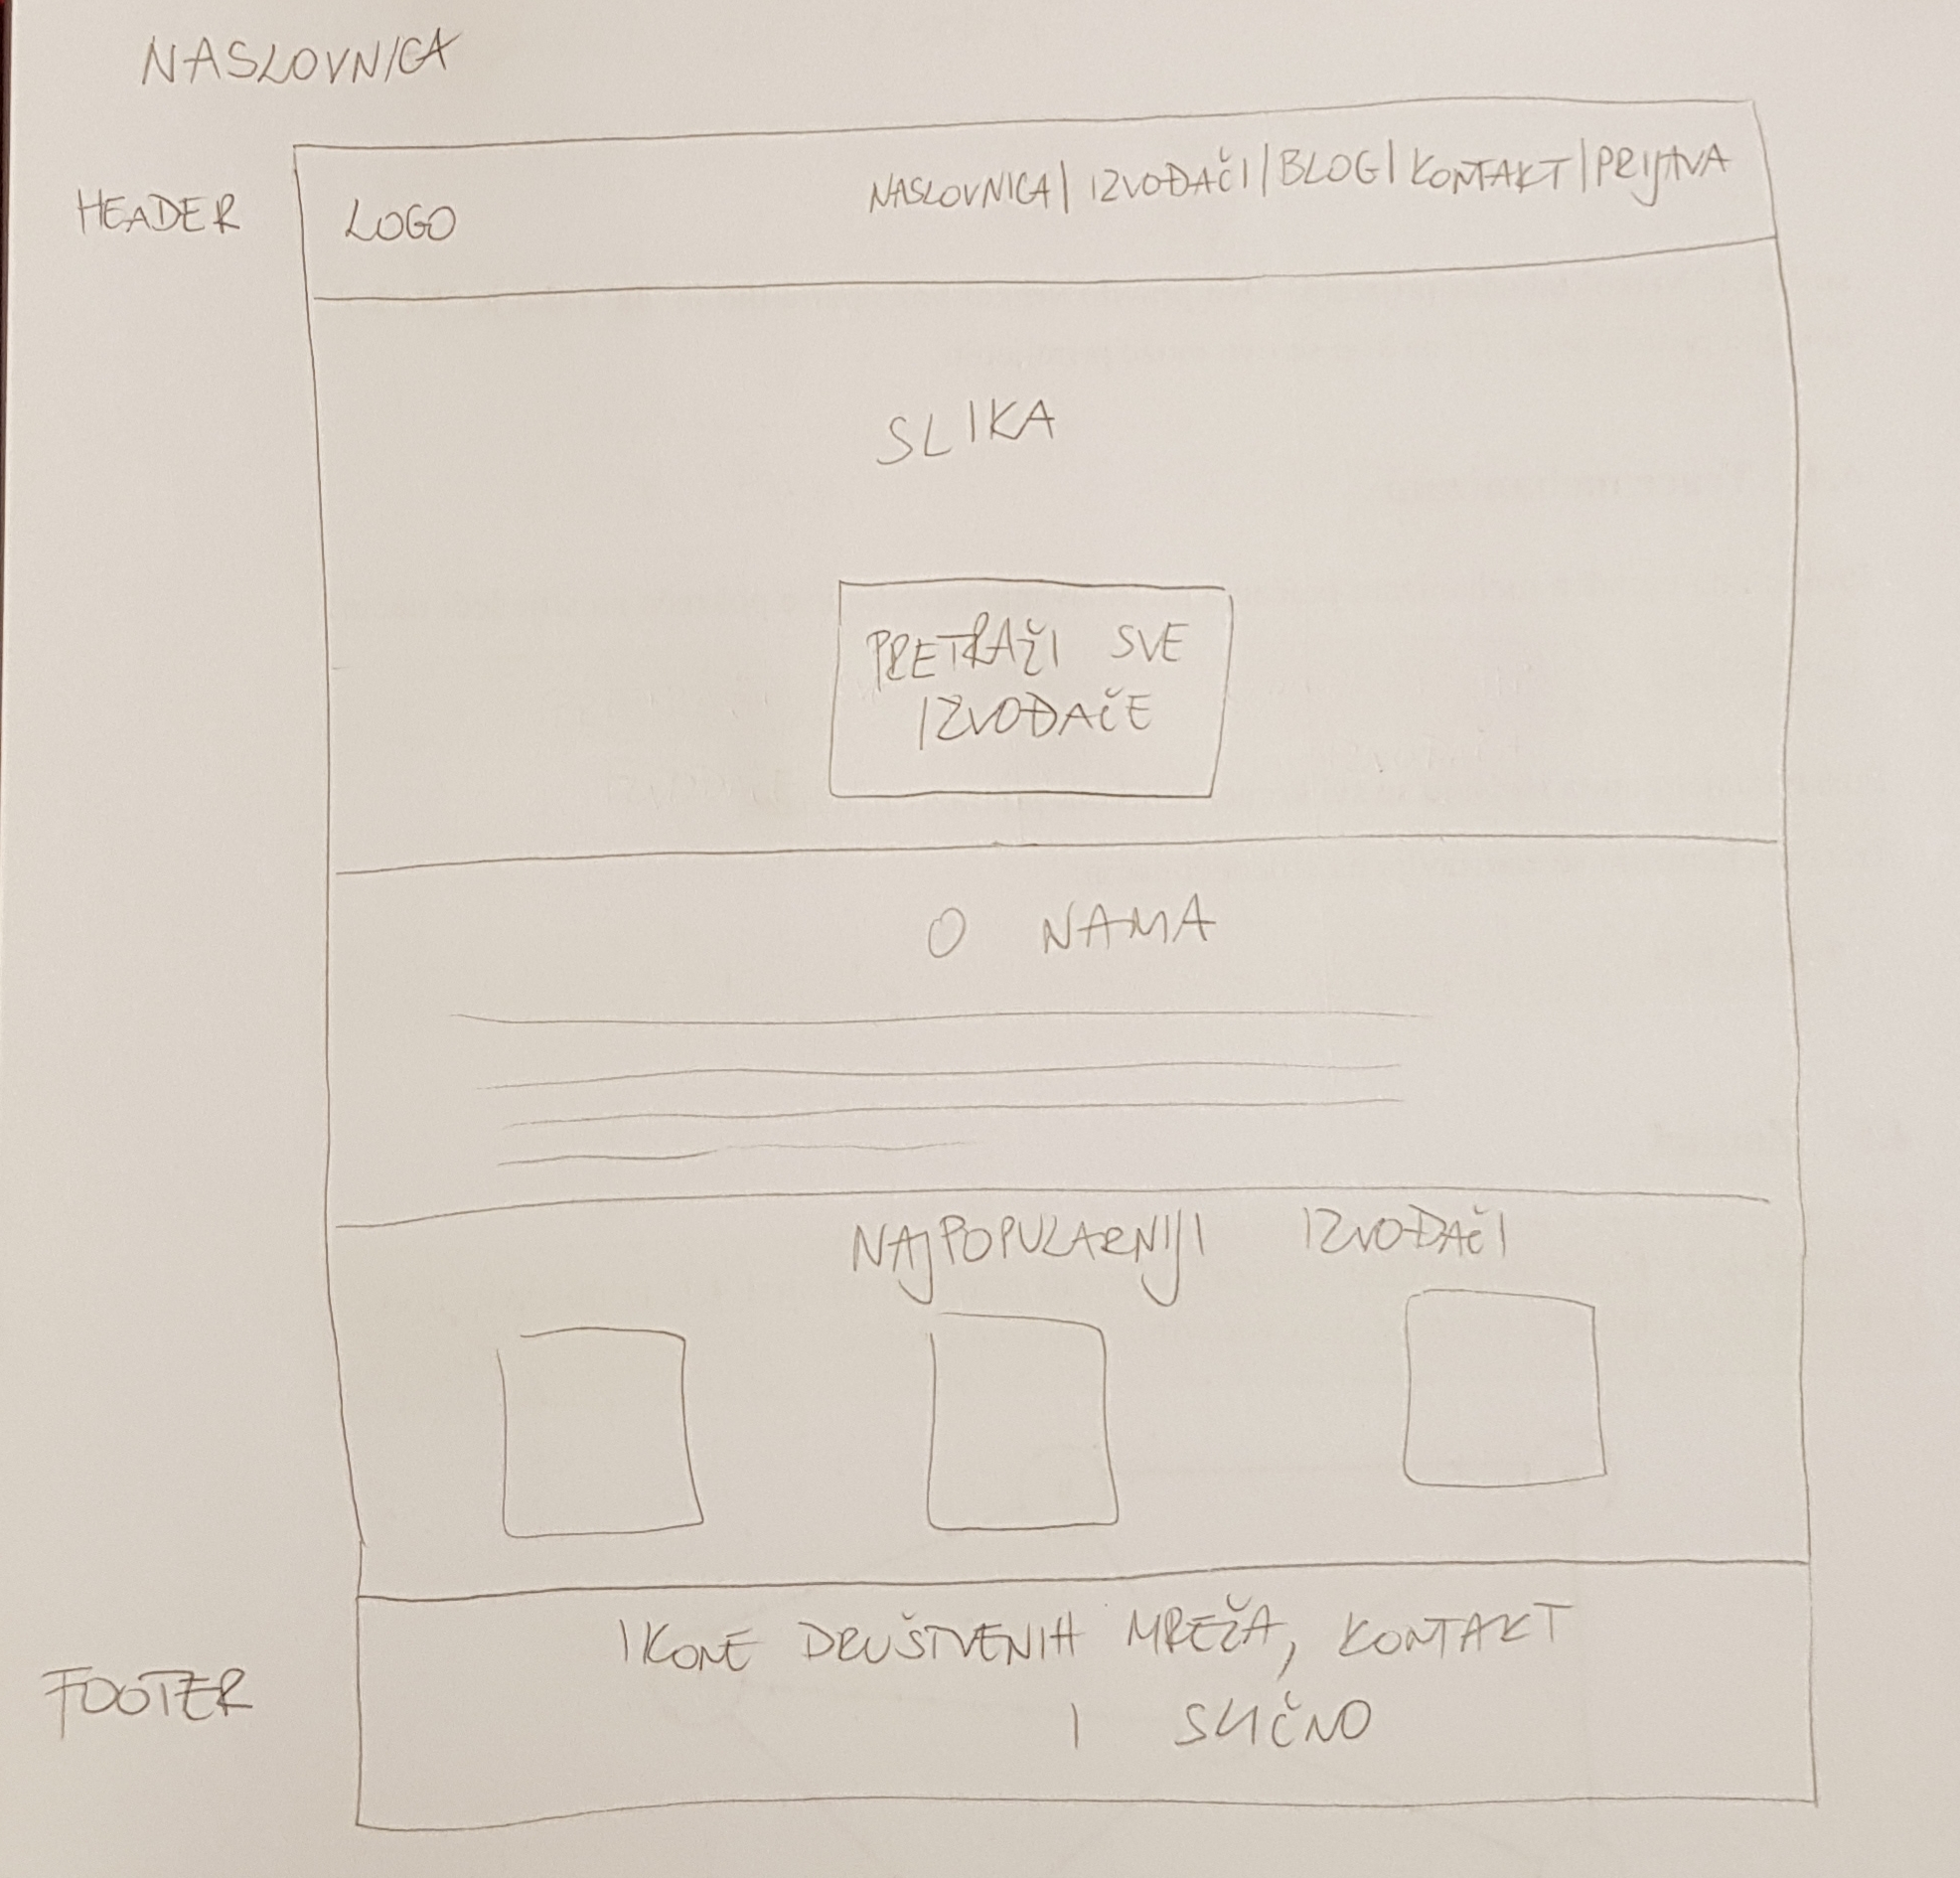 NASLOVNICA
HEADER
LOGO
NASLOVNICA | IZVOĐAČI | BLOG | KONTAKT | PRIJAVA
SLIKA
PRETRAŽI SVE
IZVOĐAČE
O NAMA
NAJPOPULARNIJI IZVOĐAČI
IKONE DRUŠTVENIH MREŽA, KONTAKT
I SLIČNO
FOOTER